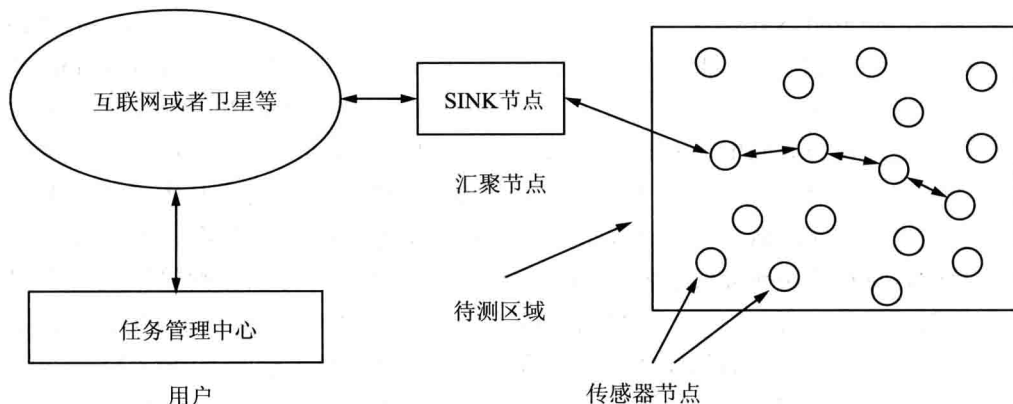 互联网或者卫星等
SINK节点
汇聚节点
待测区域
任务管理中心
用户
传感器节点